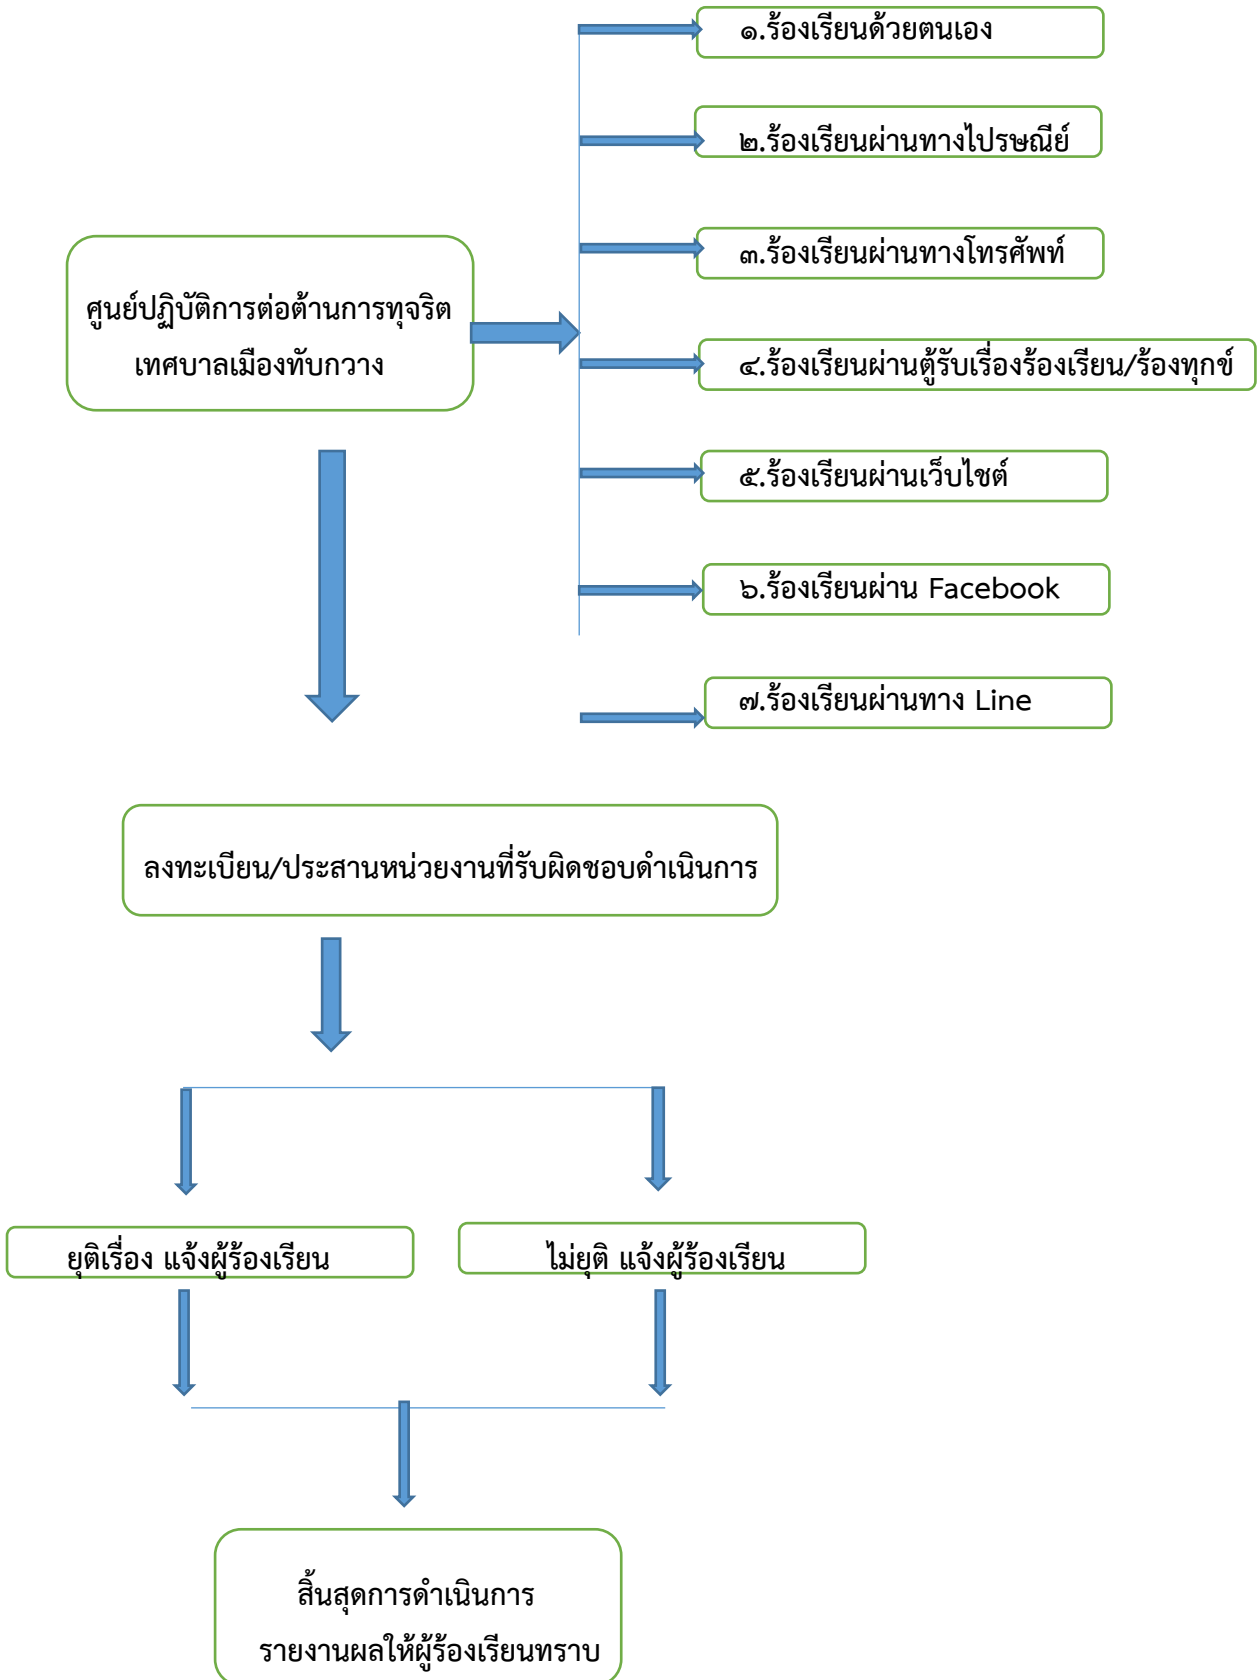 ๑.ร้องเรียนด้วยตนเอง
๒.ร้องเรียนผ่านทางไปรษณีย์
๓.ร้องเรียนผ่านทางโทรศัพท์
ศูนย์ปฏิบัติการต่อต้านการทุจริต
เทศบาลเมืองทับกวาง
๔.ร้องเรียนผ่านตู้รับเรื่องร้องเรียน/ร้องทุกข์
๕.ร้องเรียนผ่านเว็บไซต์
๖.ร้องเรียนผ่าน Facebook
๗.ร้องเรียนผ่านทาง Line
ลงทะเบียน/ประสานหน่วยงานที่รับผิดชอบดำเนินการ
ยุติเรื่อง แจ้งผู้ร้องเรียน
ไม่ยุติ แจ้งผู้ร้องเรียน
สิ้นสุดการดำเนินการ
รายงานผลให้ผู้ร้องเรียนทราบ